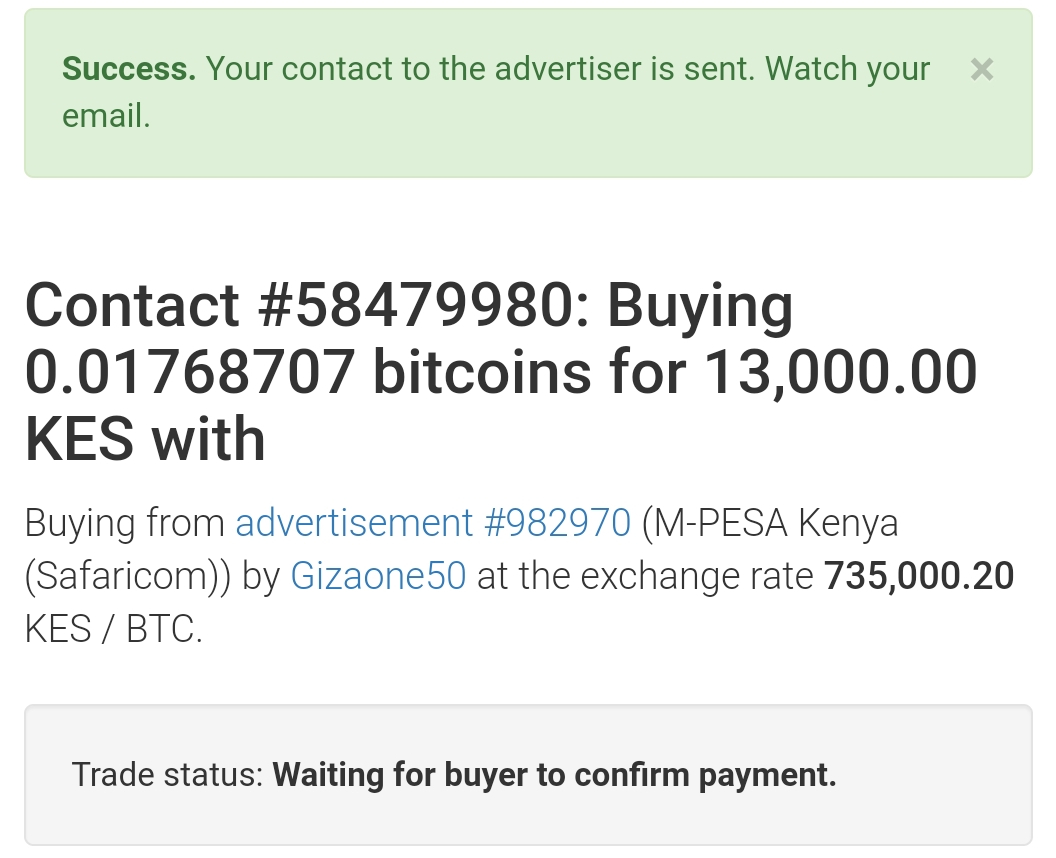 Success. Your contact to the advertiser is sent. Watch your ×
email.
Contact #58479980: Buying
0.01768707 bitcoins for 13,000.00
KES with
Buying from advertisement #982970 (M-PESA Kenya
(Safaricom)) by Gizaone50 at the exchange rate 735,000.20
KES / BTC.
Trade status: Waiting for buyer to confirm payment.